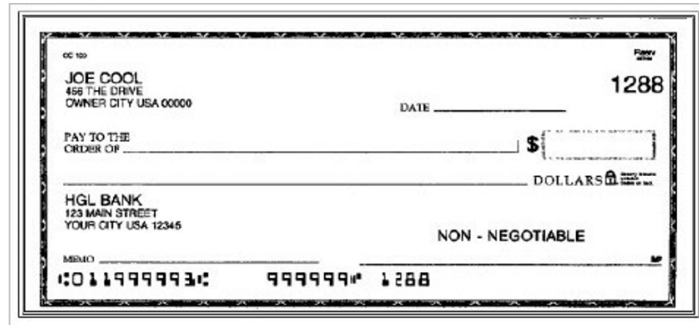 CC 100
JOE COOL
456 THE DRIVE
OWNER CITY USA 00000
1288
DATE
PAY TO THE
ORDER OF
$
DOLLARS
HGL BANK
123 MAIN STREET
YOUR CITY USA 12345
NON - NEGOTIABLE
MEMO
MP
⑆011999993⑆ 999999⑈ 1288